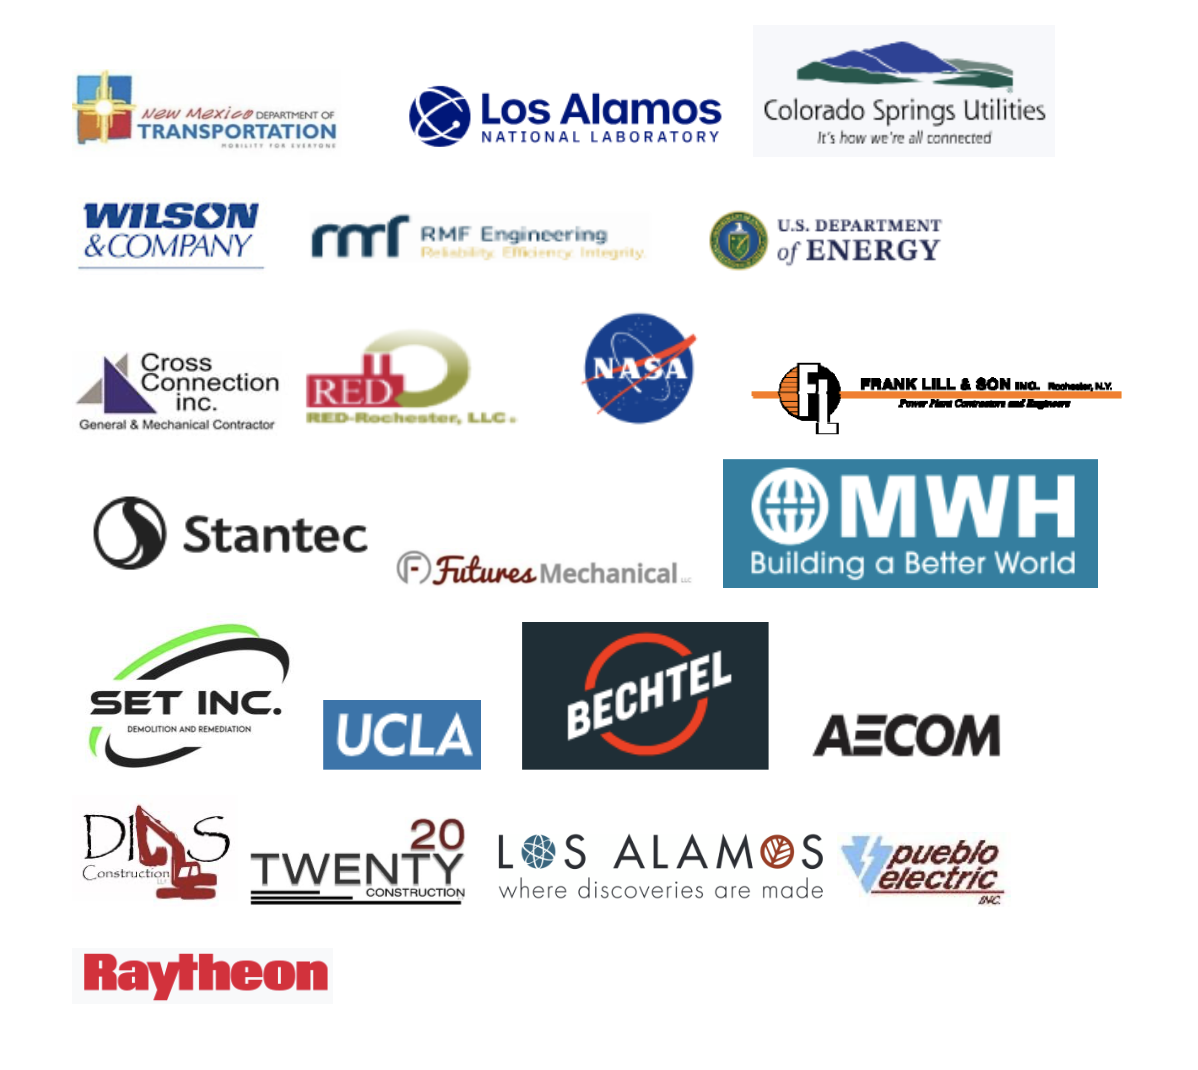 New Mexico DEPARTMENT OF
TRANSPORTATION
MOBILITY FOR EVERYONE
Los Alamos
NATIONAL LABORATORY
Colorado Springs Utilities
It's how we're all connected
WILSON
&COMPANY
rmf RMF Engineering
Reliability. Efficiency. Integrity.
U.S. DEPARTMENT
of ENERGY
Cross
Connection
inc.
General & Mechanical Contractor
RED
RED-Rochester, LLC.
NASA
FL
FRANK LILL & SON INC. Rochester, N.Y.
Power Plant Contractors and Engineers
Stantec
F Futures Mechanical LLC
MWH
Building a Better World
SET INC.
DEMOLITION AND REMEDIATION
UCLA
BECHTEL
AECOM
DIAS
Construction
LLC
20
TWENTY
CONSTRUCTION
LOS ALAMOS
where discoveries are made
pueblo
electric
INC.
Raytheon